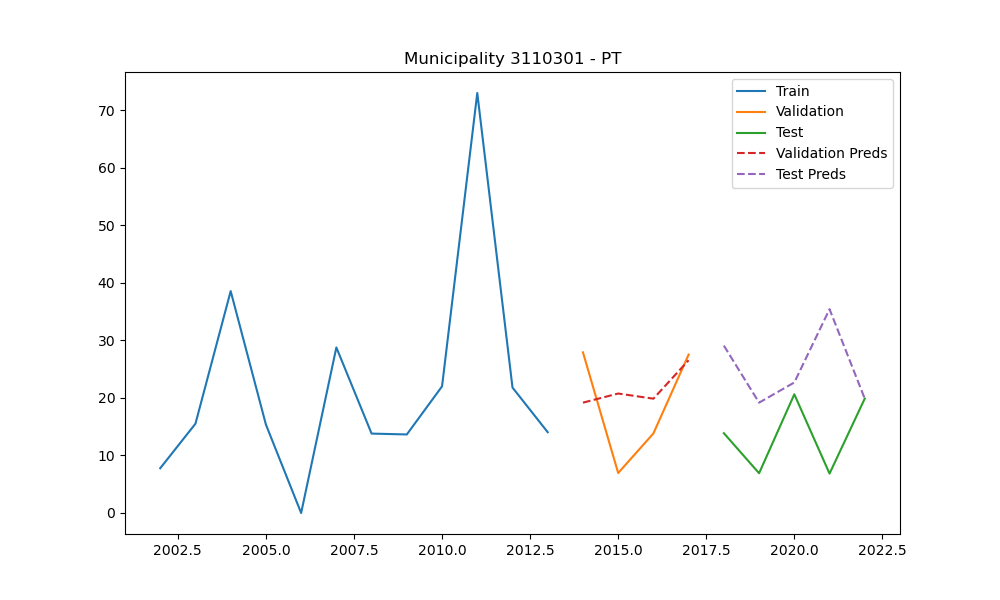 Municipality 3110301 - PT
Train
Validation
Test
Validation Preds
Test Preds
70
60
50
40
30
20
10
0
2002.5 2005.0 2007.5 2010.0 2012.5 2015.0 2017.5 2020.0 2022.5